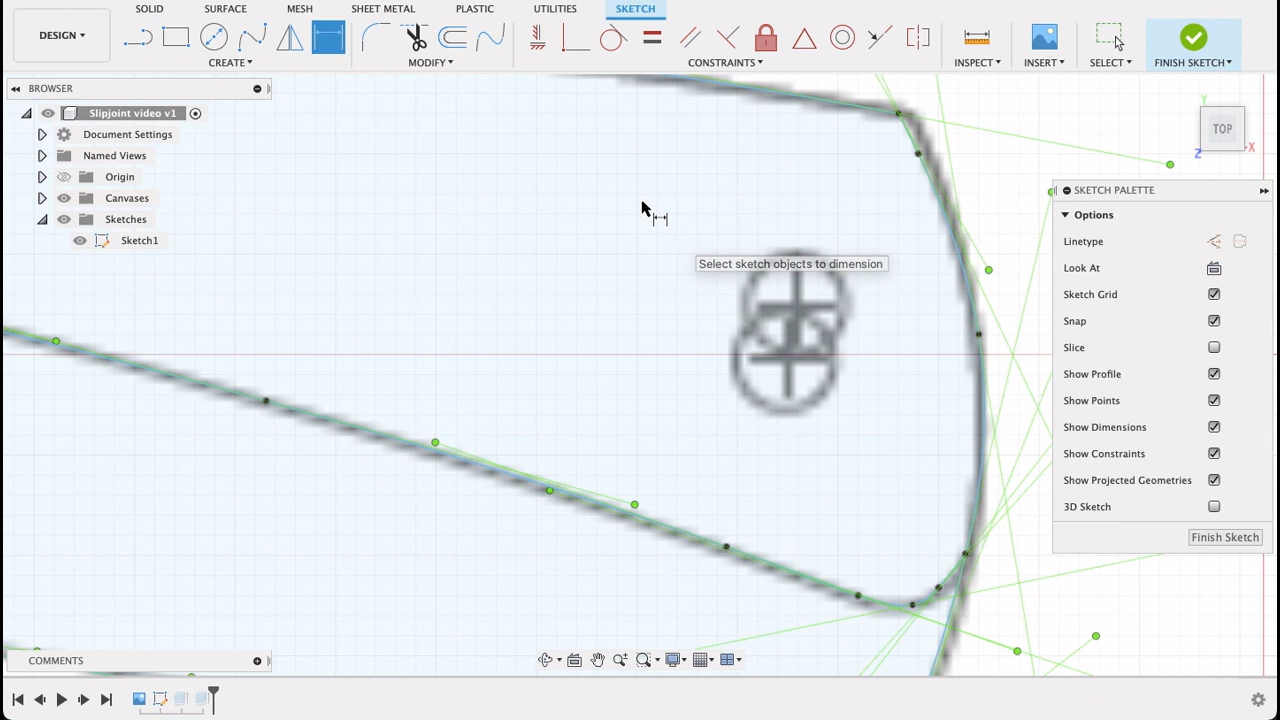 SOLID SURFACE MESH SHEET METAL PLASTIC UTILITIES SKETCH
DESIGN
CREATE MODIFY CONSTRAINTS INSPECT INSERT SELECT FINISH SKETCH
BROWSER
Slipjoint video v1
Document Settings
Named Views
Origin
Canvases
Sketches
Sketch1
Select sketch objects to dimension
Y
TOP
X
Z
SKETCH PALETTE
Options
Linetype
Look At
Sketch Grid
Snap
Slice
Show Profile
Show Points
Show Dimensions
Show Constraints
Show Projected Geometries
3D Sketch
Finish Sketch
COMMENTS